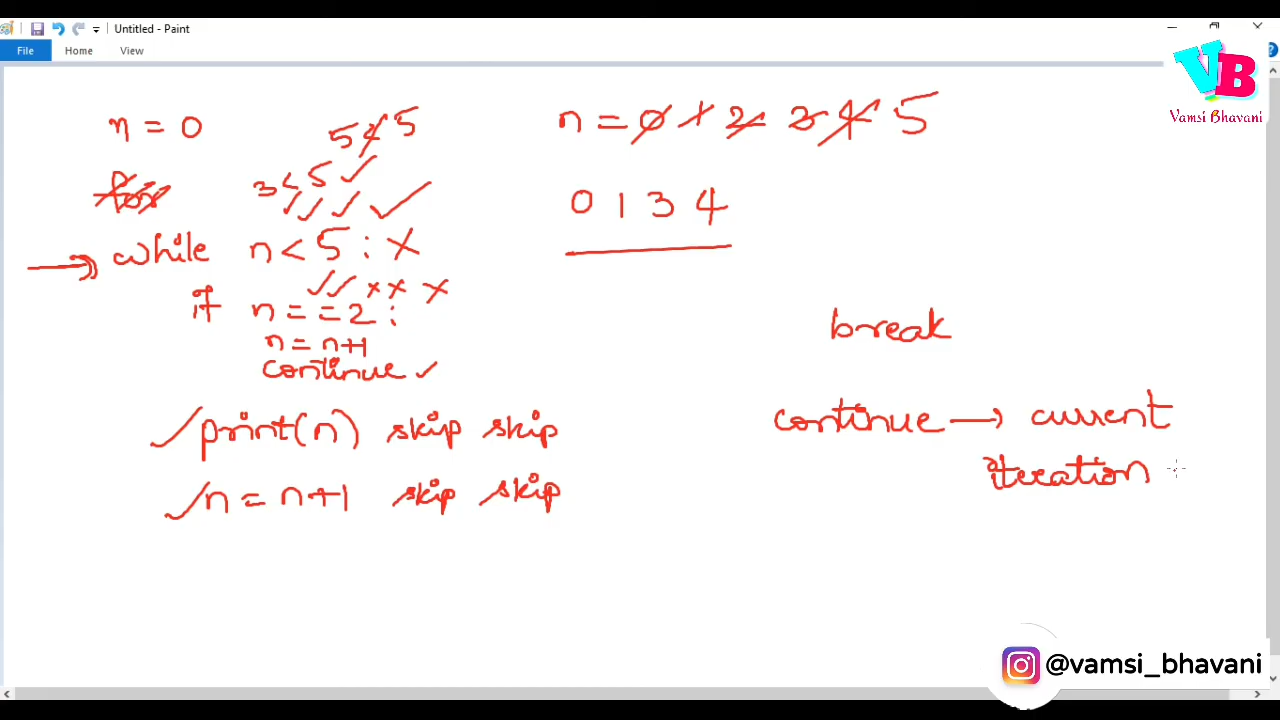 Untitled - Paint
File Home View
VB
Vamsi Bhavani
n = 0
5 < 5
n = 0 1 2 3 4 5
for
3 < 5
0 1 3 4
while n < 5 :
if n = = 2 :
n = n+1
continue
break
print(n) skip skip
continue → current
iteration
n = n+1 skip skip
@vamsi_bhavani